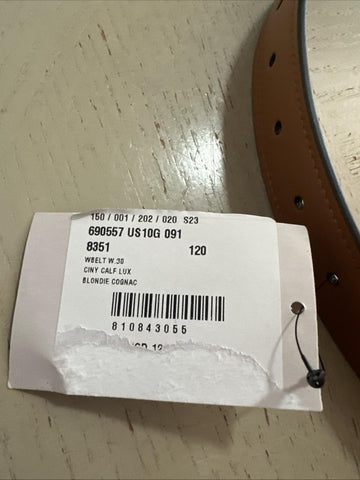 150 / 001 / 202 / 020 S23
690557 US10G 091
8351 120
WBELT W.30
CINY CALF LUX
BLONDIE COGNAC
810843055